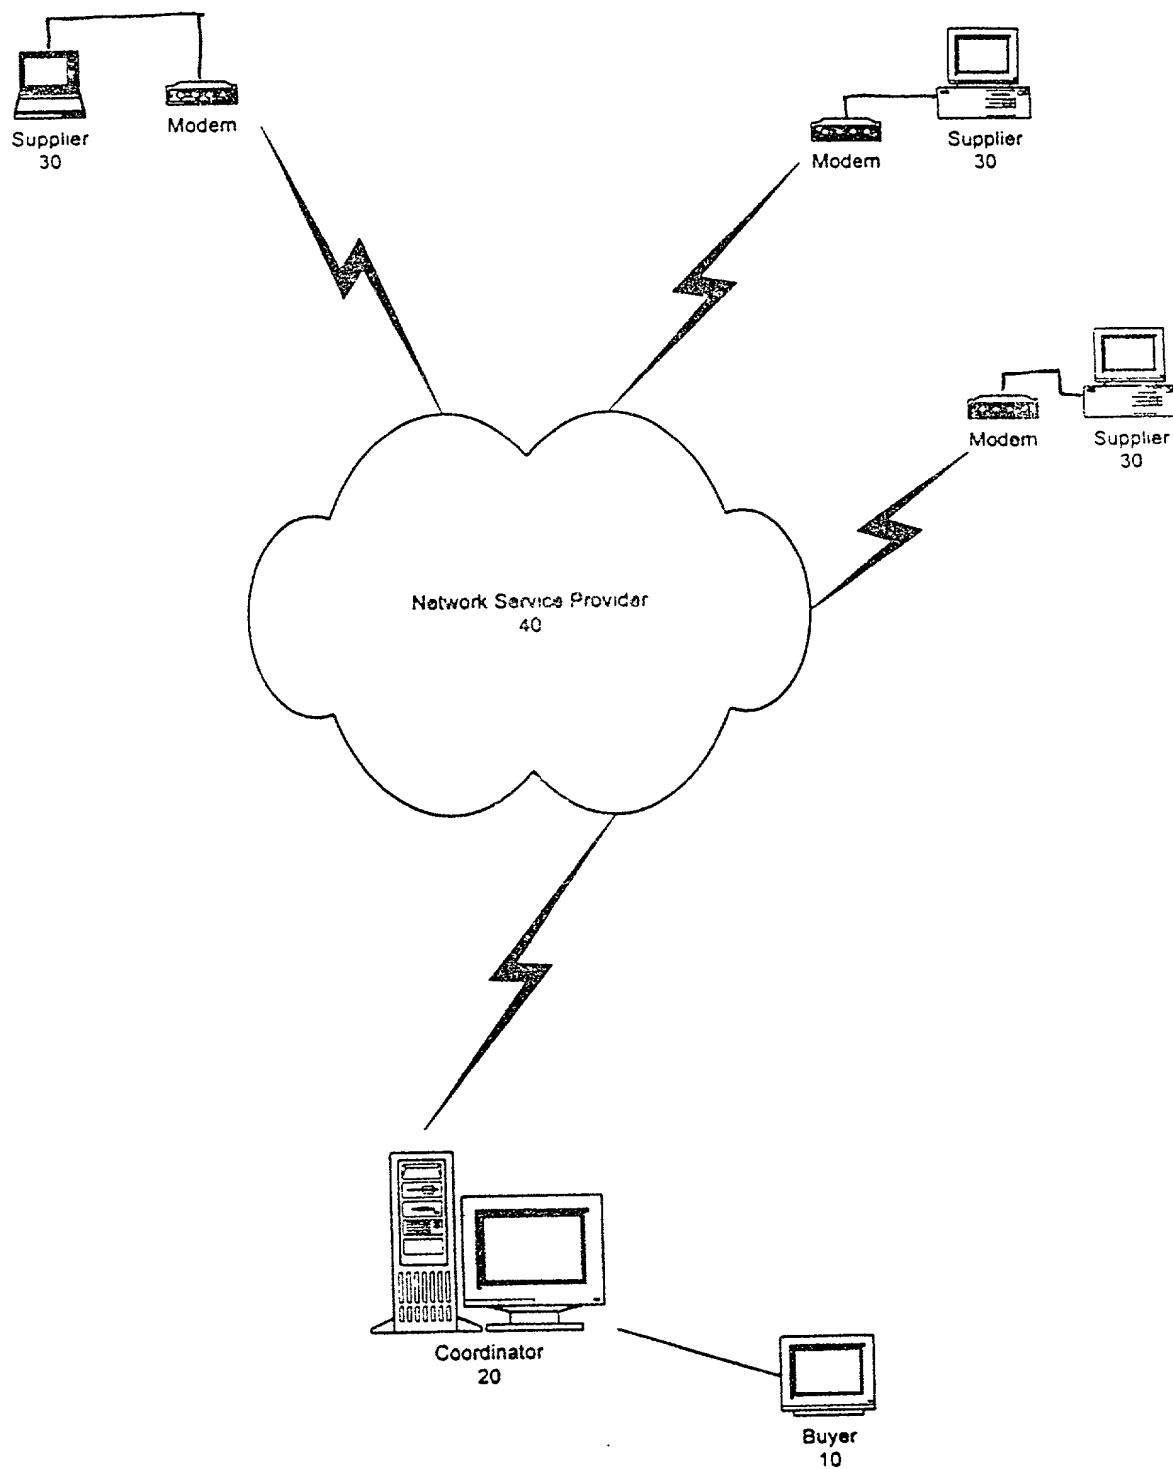 Supplier
30
Modem
Modem
Supplier
30
Modem
Supplier
30
Network Service Provider
40
Coordinator
20
Buyer
10